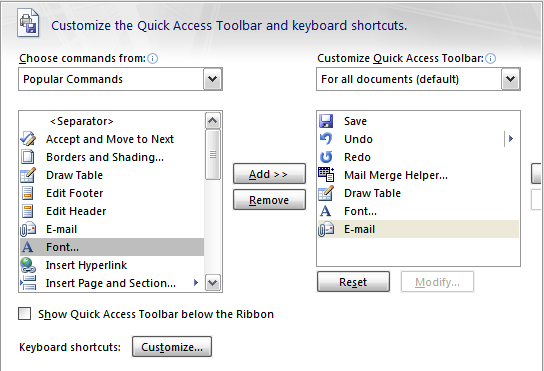 Customize the Quick Access Toolbar and keyboard shortcuts.
Choose commands from:
Popular Commands
<Separator>
Accept and Move to Next
Borders and Shading...
Draw Table
Edit Footer
Edit Header
E-mail
Font...
Insert Hyperlink
Insert Page and Section...
Add >>
Remove
Customize Quick Access Toolbar:
For all documents (default)
Save
Undo
Redo
Mail Merge Helper...
Draw Table
Font...
E-mail
Reset
Modify...
Show Quick Access Toolbar below the Ribbon
Keyboard shortcuts:
Customize...